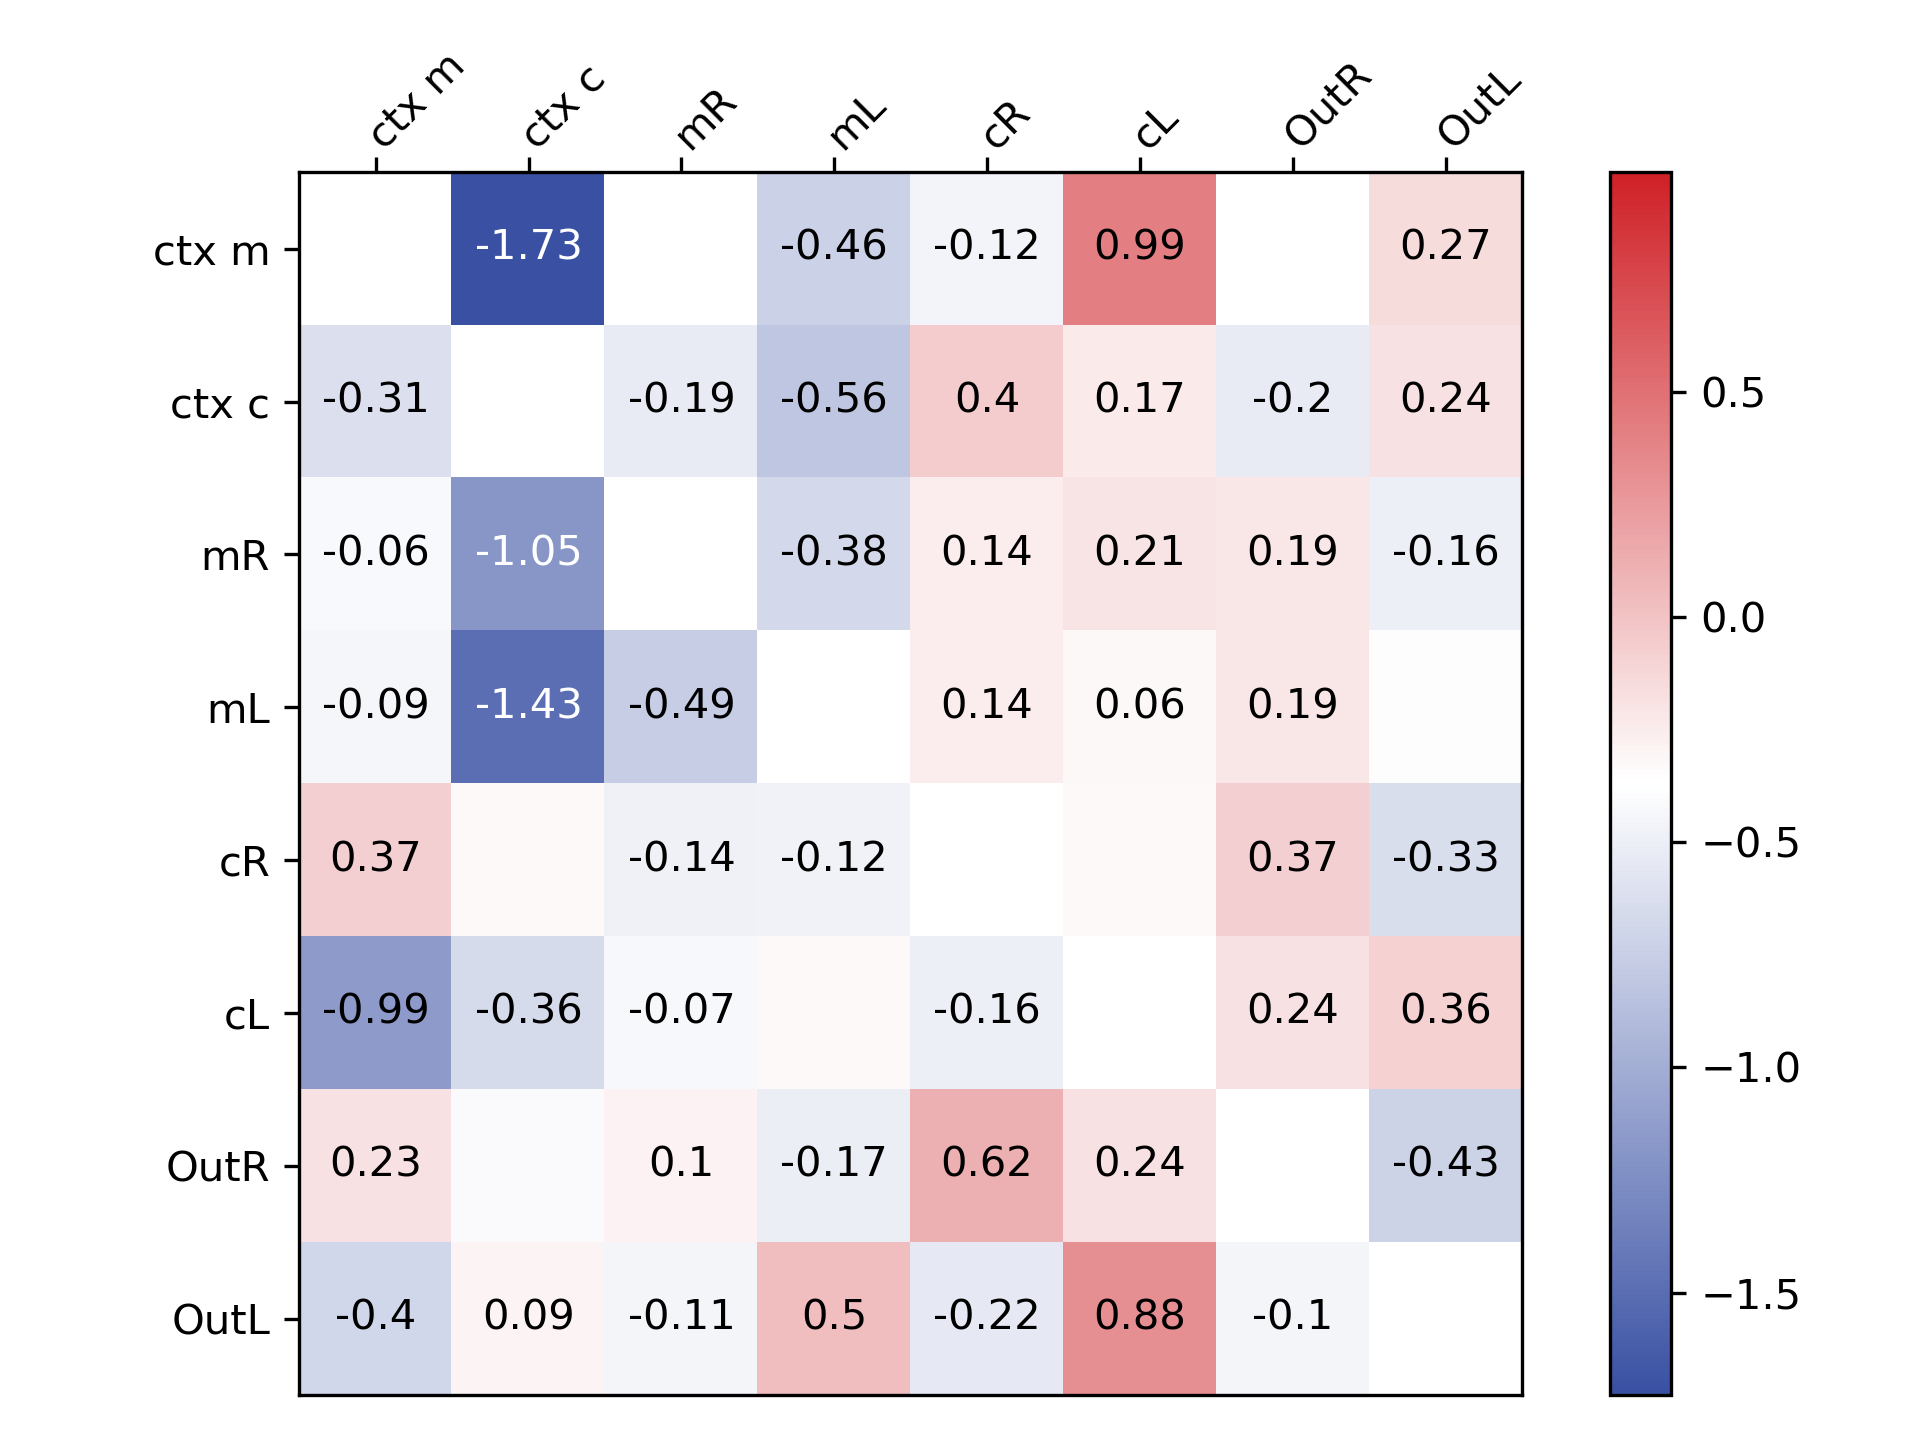 ctx m ctx c mR mL cR cL OutR OutL
ctx m -1.73 -0.46 -0.12 0.99 0.27
ctx c -0.31 -0.19 -0.56 0.4 0.17 -0.2 0.24
mR -0.06 -1.05 -0.38 0.14 0.21 0.19 -0.16
mL -0.09 -1.43 -0.49 0.14 0.06 0.19
cR 0.37 -0.14 -0.12 0.37 -0.33
cL -0.99 -0.36 -0.07 -0.16 0.24 0.36
OutR 0.23 0.1 -0.17 0.62 0.24 -0.43
OutL -0.4 0.09 -0.11 0.5 -0.22 0.88 -0.1
0.5
0.0
−0.5
−1.0
−1.5